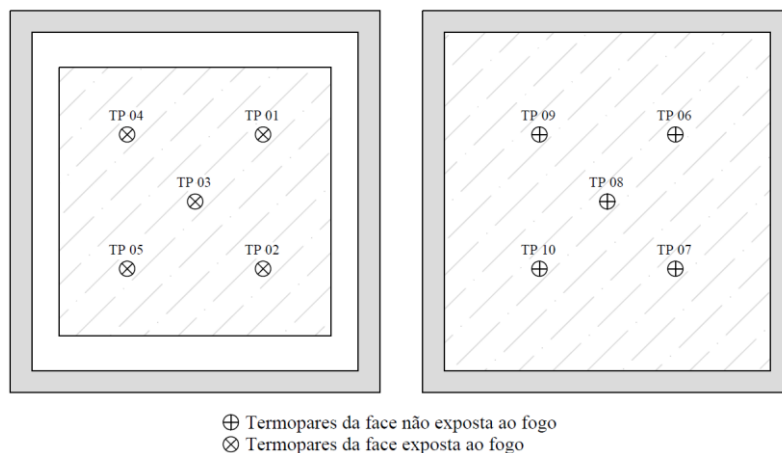 TP 04 TP 01
TP 03
TP 05 TP 02
TP 09 TP 06
TP 08
TP 10 TP 07
Termopares da face não exposta ao fogo
Termopares da face exposta ao fogo